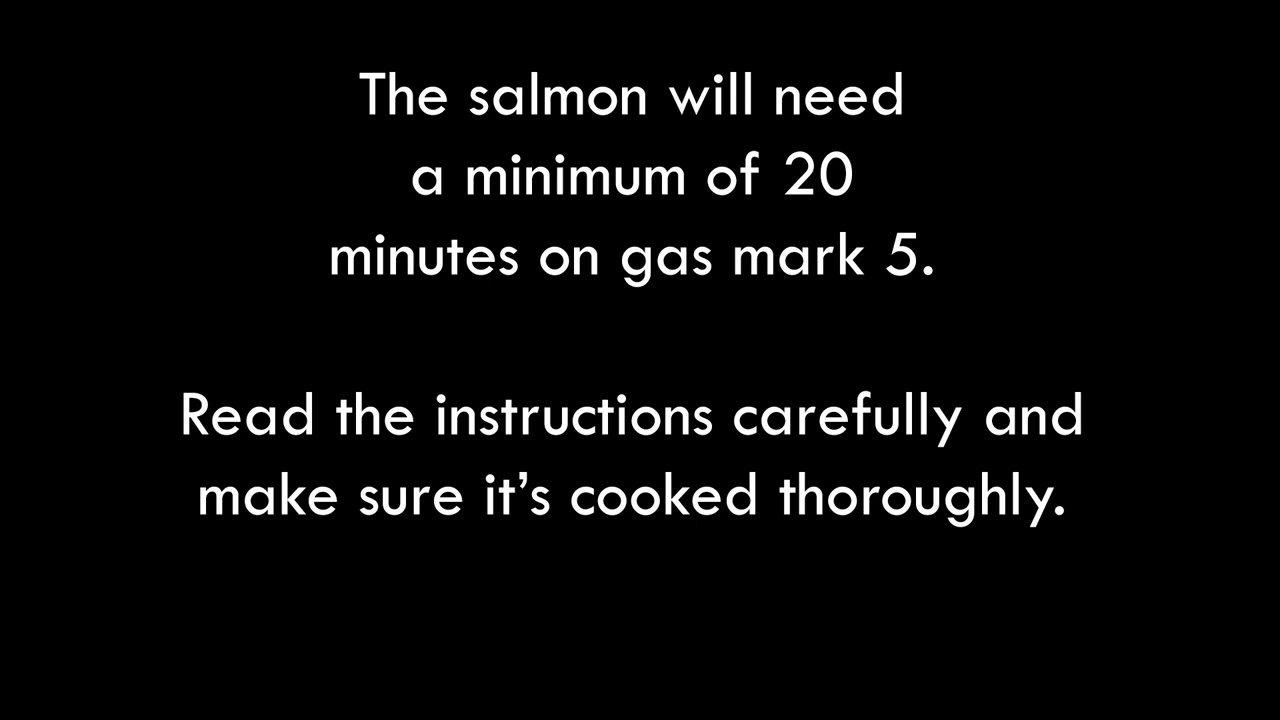 The salmon will need
a minimum of 20
minutes on gas mark 5.
Read the instructions carefully and
make sure it’s cooked thoroughly.